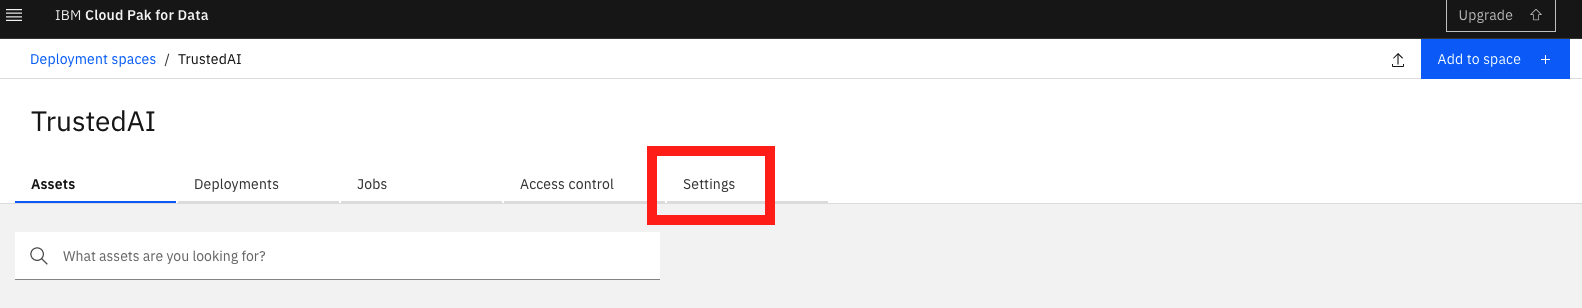 IBM Cloud Pak for Data
Upgrade
Deployment spaces / TrustedAI
Add to space +
TrustedAI
Assets
Deployments
Jobs
Access control
Settings
What assets are you looking for?